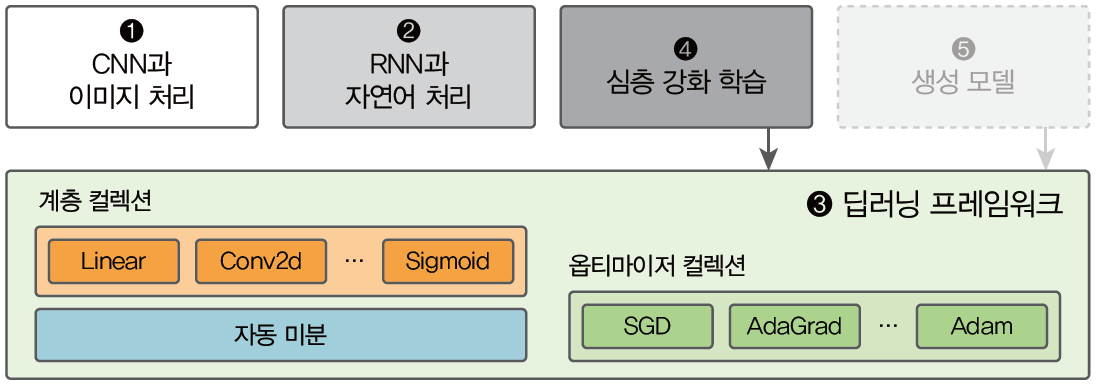 ❶
CNN과
이미지 처리
❷
RNN과
자연어 처리
❹
심층 강화 학습
❺
생성 모델
❸ 딥러닝 프레임워크
계층 컬렉션
Linear
Conv2d
···
Sigmoid
자동 미분
옵티마이저 컬렉션
SGD
AdaGrad
···
Adam